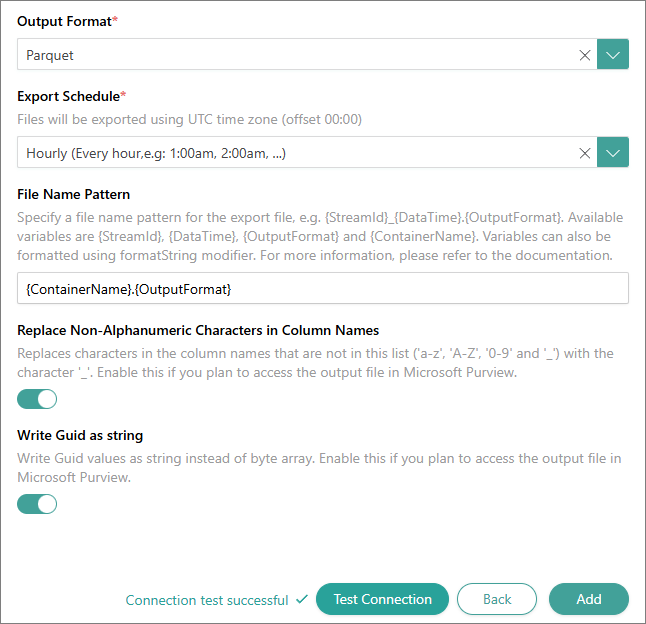 Output Format*
Parquet
Export Schedule*
Files will be exported using UTC time zone (offset 00:00)
Hourly (Every hour,e.g: 1:00am, 2:00am, ...)
File Name Pattern
Specify a file name pattern for the export file, e.g. {StreamId}_{DataTime}.{OutputFormat}. Available
variables are {StreamId}, {DataTime}, {OutputFormat} and {ContainerName}. Variables can also be
formatted using formatString modifier. For more information, please refer to the documentation.
{ContainerName}.{OutputFormat}
Replace Non-Alphanumeric Characters in Column Names
Replaces characters in the column names that are not in this list ('a-z', 'A-Z', '0-9' and '_') with the
character '_'. Enable this if you plan to access the output file in Microsoft Purview.
Write Guid as string
Write Guid values as string instead of byte array. Enable this if you plan to access the output file in
Microsoft Purview.
Connection test successful Test Connection Back Add